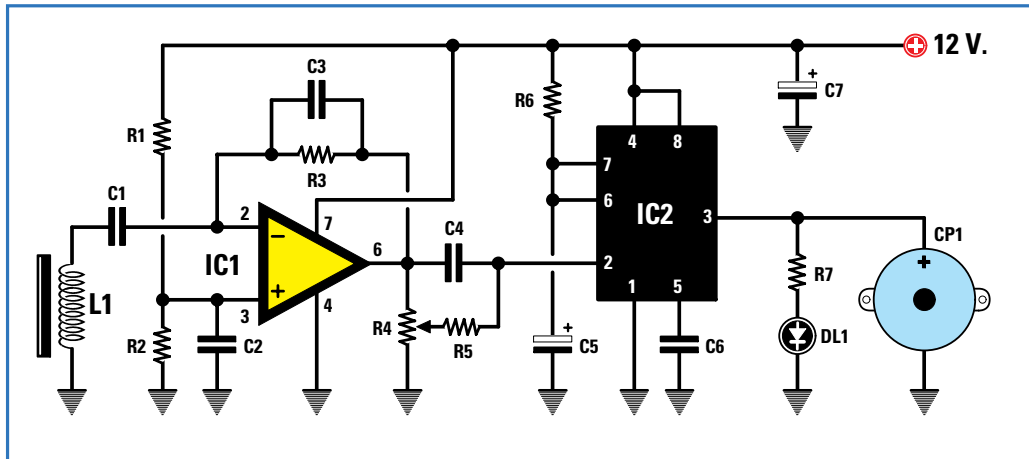 12 V.
C3
R6
C7
R1
R3
4
8
C1
7
2
7
6
IC2
3
CP1
−
IC1
6
C4
2
+
R7
L1
+
3
4
R4
1
5
R2
C2
R5
+
C5
C6
DL1
+